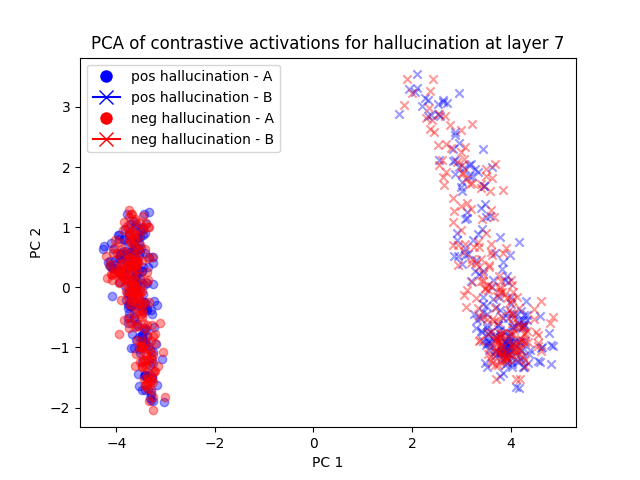 PCA of contrastive activations for hallucination at layer 7
pos hallucination - A
pos hallucination - B
neg hallucination - A
neg hallucination - B
PC 2
3
2
1
0
−1
−2
−4
−2
0
2
4
PC 1